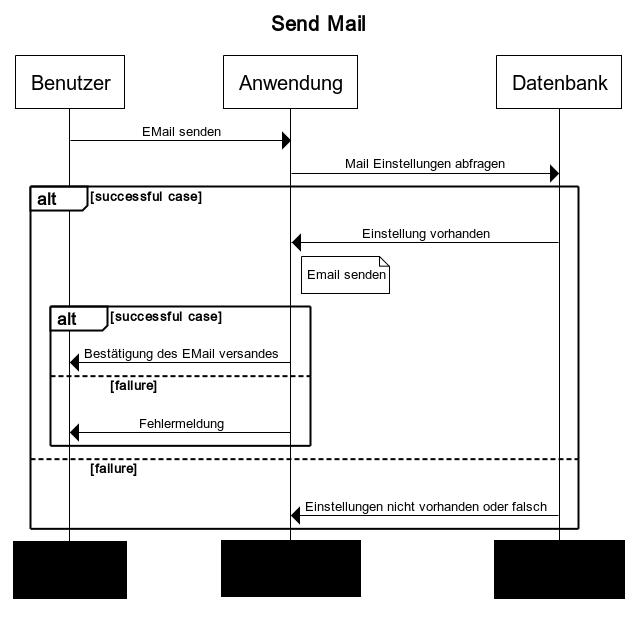 Send Mail
Benutzer
Anwendung
Datenbank
EMail senden
Mail Einstellungen abfragen
alt [successful case]
Einstellung vorhanden
Email senden
alt [successful case]
Bestätigung des EMail versandes
[failure]
Fehlermeldung
[failure]
Einstellungen nicht vorhanden oder falsch